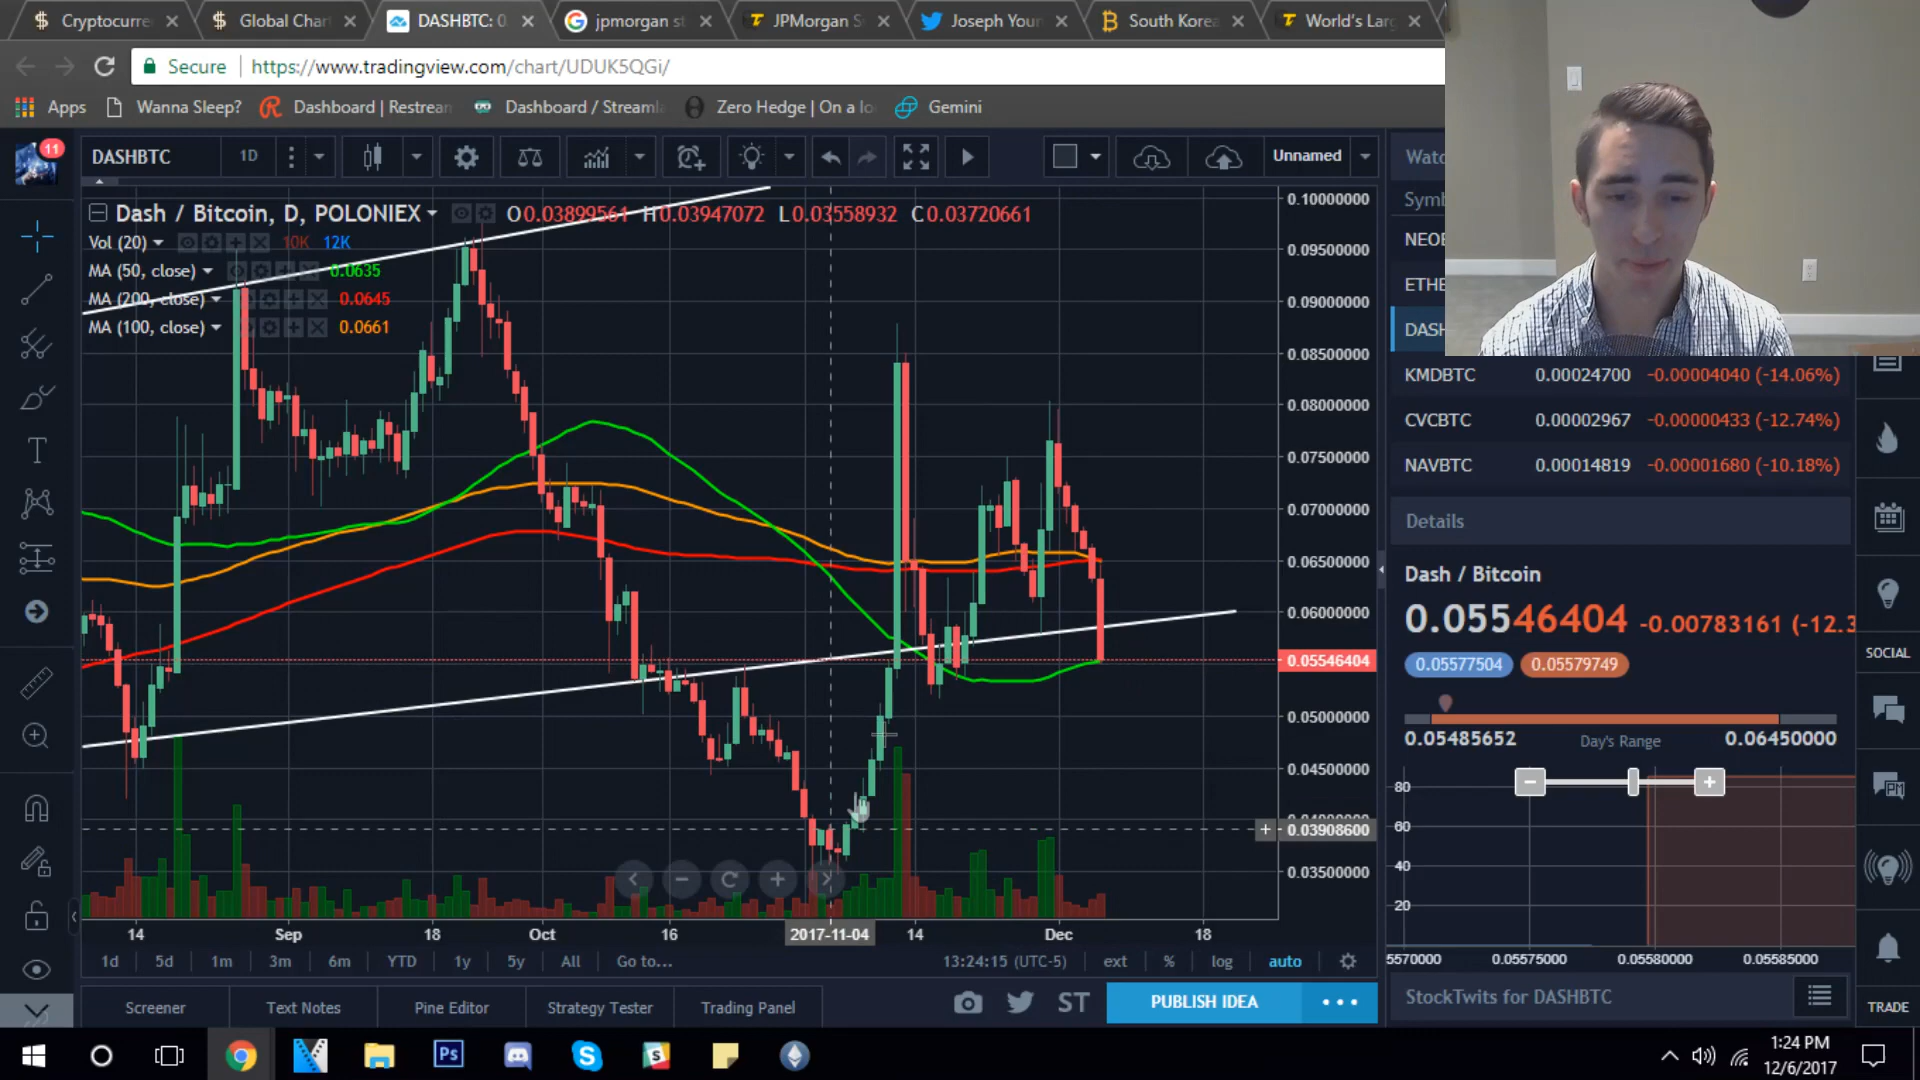 Cryptocurre
Global Char
DASHBTC: 0.
jpmorgan st
JPMorgan S
Joseph Youn
South Korea
World's Larg
Secure
https://www.tradingview.com/chart/UDUK5QGi/
Apps
Wanna Sleep?
Dashboard | Restrean
Dashboard / Streaml
Zero Hedge | On a lo
Gemini
11
DASHBTC
1D
Unnamed
Dash / Bitcoin, D, POLONIEX
O0.03899561 H0.03947072 L0.03558932 C0.03720661
Vol (20)
10K 12K
MA (50, close)
0.0635
MA (200, close)
0.0645
MA (100, close)
0.0661
0.10000000
0.09500000
0.09000000
0.08500000
0.08000000
0.07500000
0.07000000
0.06500000
0.06000000
0.05546404
0.05000000
0.04500000
0.03908600
0.03500000
14
Sep
18
Oct
16
2017-11-04
14
Dec
18
1d 5d 1m 3m 6m YTD 1y 5y All Go to...
13:24:15 (UTC-5) ext % log auto
Screener
Text Notes
Pine Editor
Strategy Tester
Trading Panel
ST
PUBLISH IDEA
Watc
Symb
NEOB
ETHE
DASH
KMDBTC 0.00024700 -0.00004040 (-14.06%)
CVCBTC 0.00002967 -0.00000433 (-12.74%)
NAVBTC 0.00014819 -0.00001680 (-10.18%)
Details
Dash / Bitcoin
0.05546404 -0.00783161 (-12.3
0.05577504 0.05579749
0.05485652 Day's Range 0.06450000
80
60
40
20
5570000 0.05575000 0.05580000 0.05585000
StockTwits for DASHBTC
SOCIAL
PM
TRADE
Ps
1:24 PM
12/6/2017